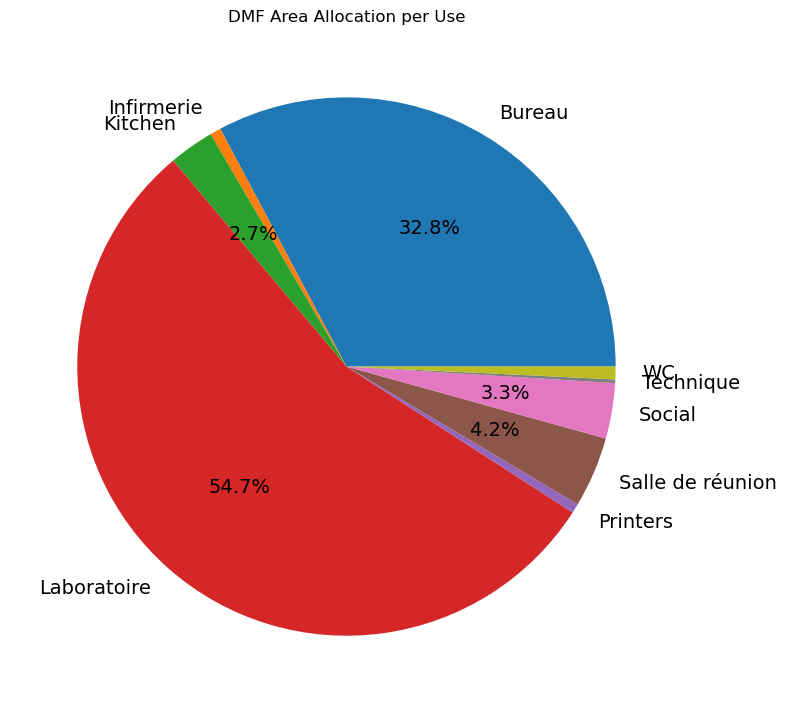 DMF Area Allocation per Use
Infirmerie
Bureau
Kitchen
32.8%
2.7%
WC
Technique
3.3%
Social
4.2%
Salle de réunion
54.7%
Printers
Laboratoire